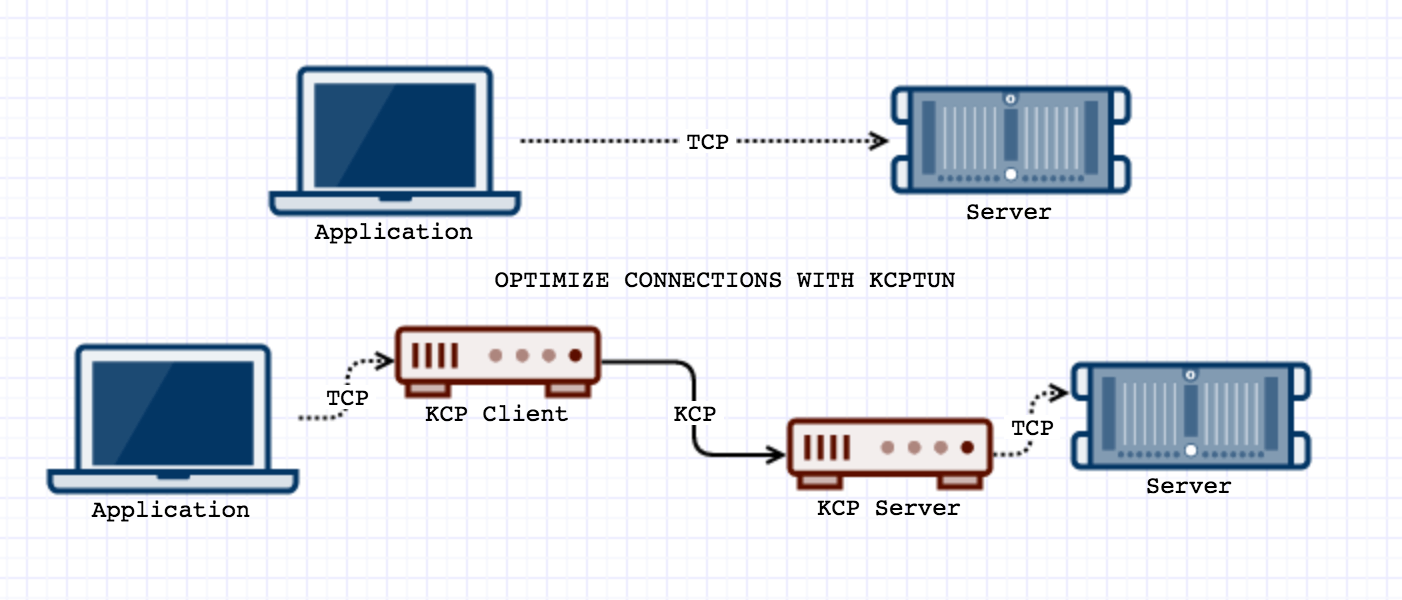 TCP
Server
Application
OPTIMIZE CONNECTIONS WITH KCPTUN
TCP
KCP Client
KCP
TCP
Server
Application
KCP Server